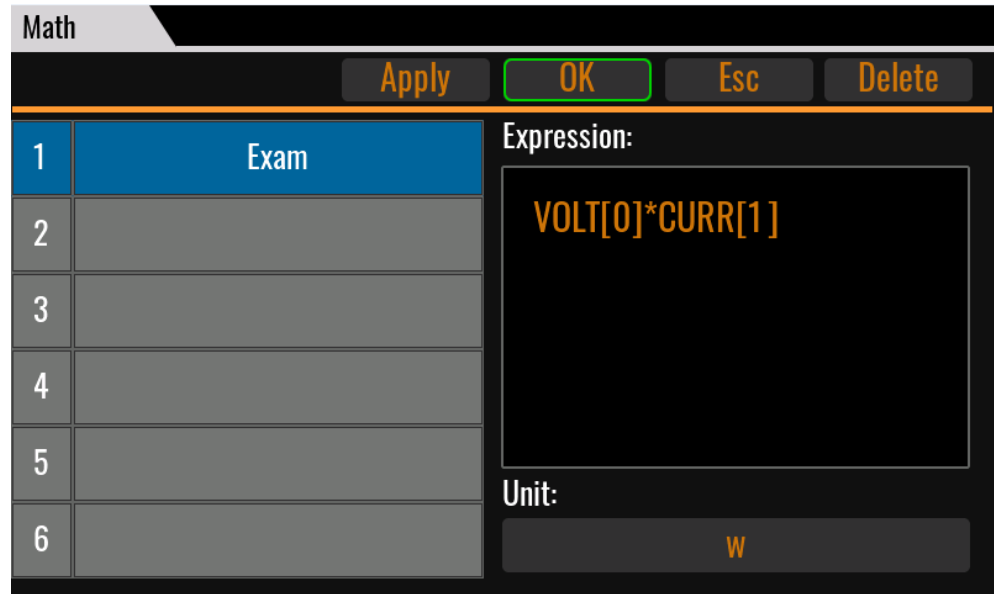 Math
Apply OK Esc Delete
1 Exam
2
3
4
5
6
Expression:
VOLT[0]*CURR[1]
Unit:
W